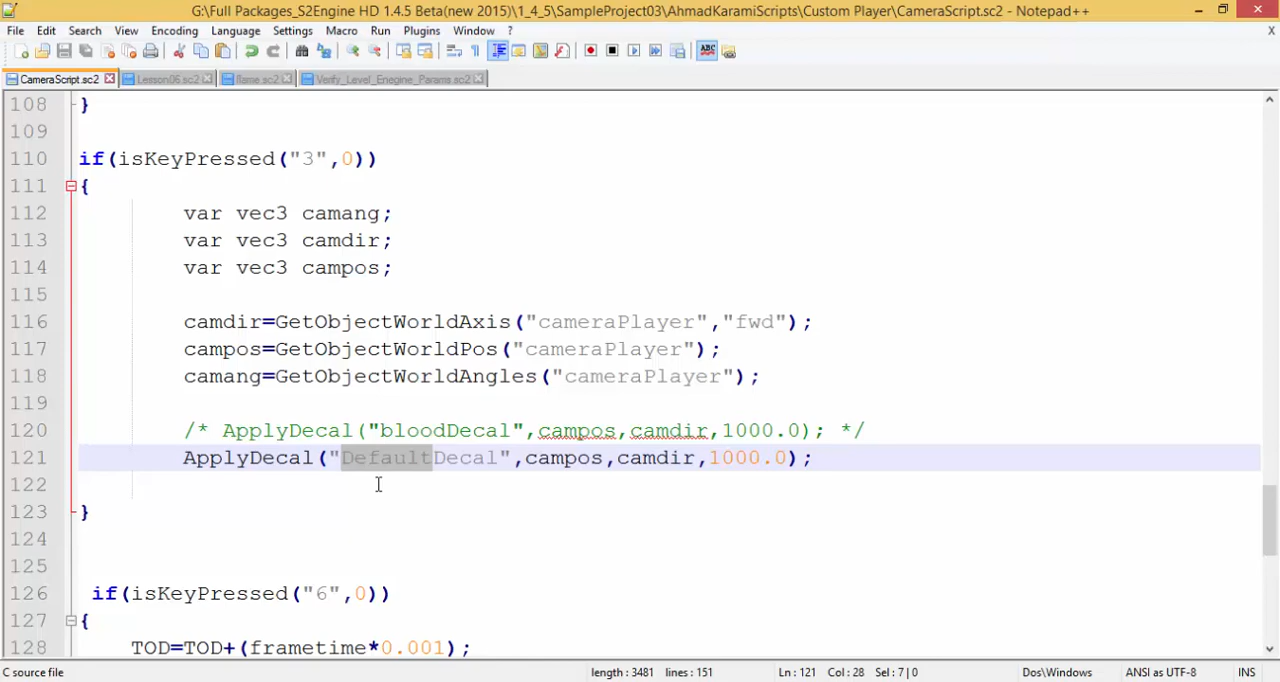 G:\Full Packages_S2Engine HD 1.4.5 Beta(new 2015)\1_4_5\SampleProject03\AhmadKaramiScripts\Custom Player\CameraScript.sc2 - Notepad++
File Edit Search View Encoding Language Settings Macro Run Plugins Window ? X
CameraScript.sc2 Lesson06.sc2 flame.sc2 Verify_Level_Enegine_Params.sc2
108 }
109
110 if(isKeyPressed("3",0))
111 {
112 var vec3 camang;
113 var vec3 camdir;
114 var vec3 campos;
115
116 camdir=GetObjectWorldAxis("cameraPlayer","fwd");
117 campos=GetObjectWorldPos("cameraPlayer");
118 camang=GetObjectWorldAngles("cameraPlayer");
119
120 /* ApplyDecal("bloodDecal",campos,camdir,1000.0); */
121 ApplyDecal("DefaultDecal",campos,camdir,1000.0);
122
123 }
124
125
126 if(isKeyPressed("6",0))
127 {
128 TOD=TOD+(frametime*0.001);
C source file length : 3481 lines : 151 Ln : 121 Col : 28 Sel : 7 | 0 Dos\Windows ANSI as UTF-8 INS